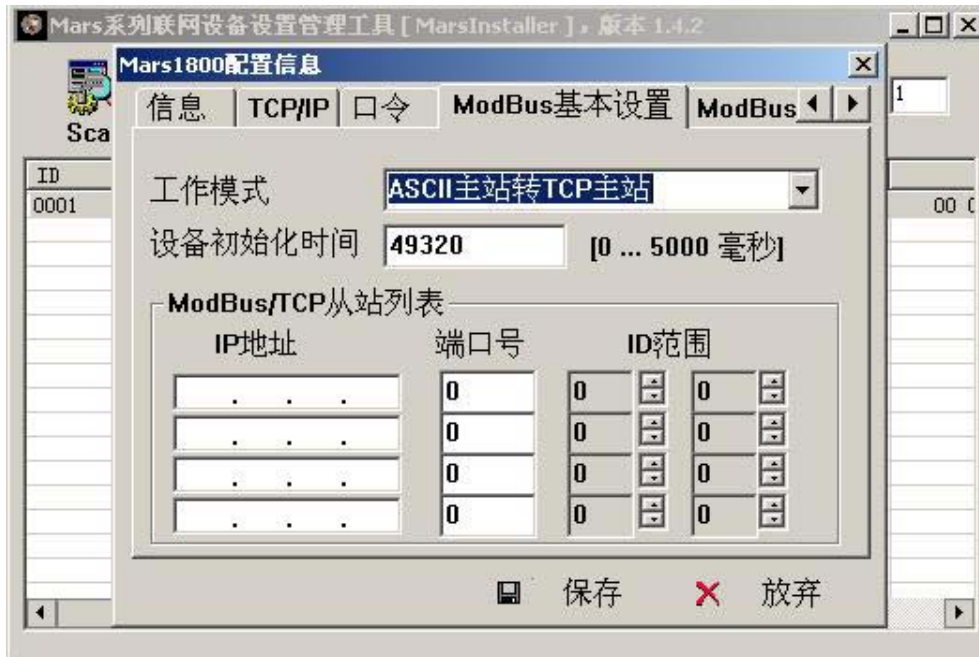 Mars系列联网设备设置管理工具 [ MarsInstaller ]，版本 1.4.2
Mars1800配置信息
信息 TCP/IP 口令 ModBus基本设置 ModBus
1
Sca
ID
0001
00 0
工作模式 ASCII主站转TCP主站
设备初始化时间 49320 [0 ... 5000 毫秒]
ModBus/TCP从站列表
IP地址 端口号 ID范围
. . . 0 0 0
. . . 0 0 0
. . . 0 0 0
. . . 0 0 0
保存 放弃